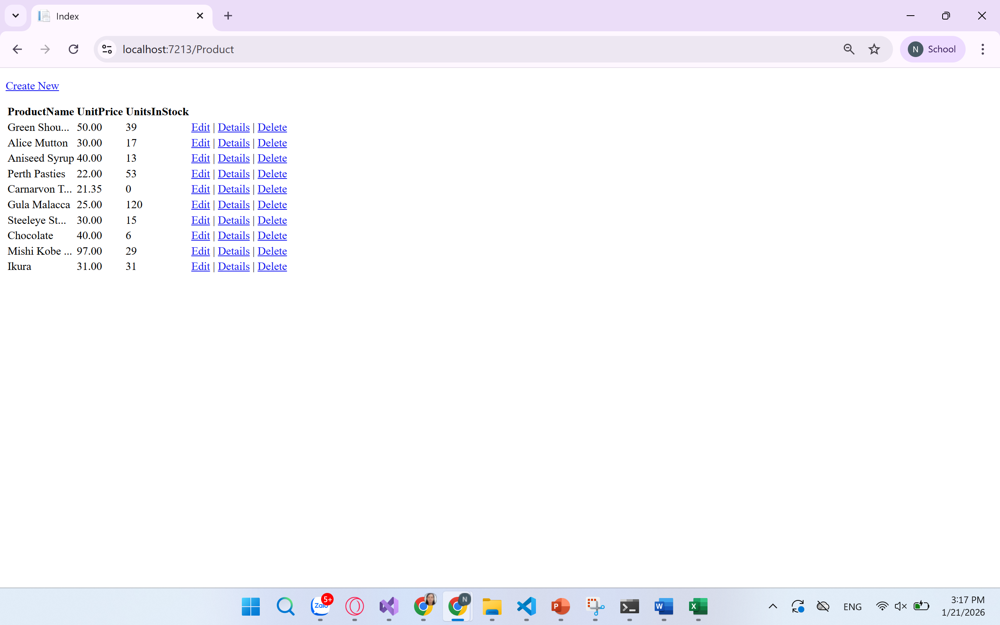 Index
localhost:7213/Product
N School
Create New
ProductName UnitPrice UnitsInStock
Green Shou... 50.00 39 Edit | Details | Delete
Alice Mutton 30.00 17 Edit | Details | Delete
Aniseed Syrup 40.00 13 Edit | Details | Delete
Perth Pasties 22.00 53 Edit | Details | Delete
Carnarvon T... 21.35 0 Edit | Details | Delete
Gula Malacca 25.00 120 Edit | Details | Delete
Steeleye St... 30.00 15 Edit | Details | Delete
Chocolate 40.00 6 Edit | Details | Delete
Mishi Kobe ... 97.00 29 Edit | Details | Delete
Ikura 31.00 31 Edit | Details | Delete
5+
Zalo
N
P
W
X
ENG
3:17 PM
1/21/2026